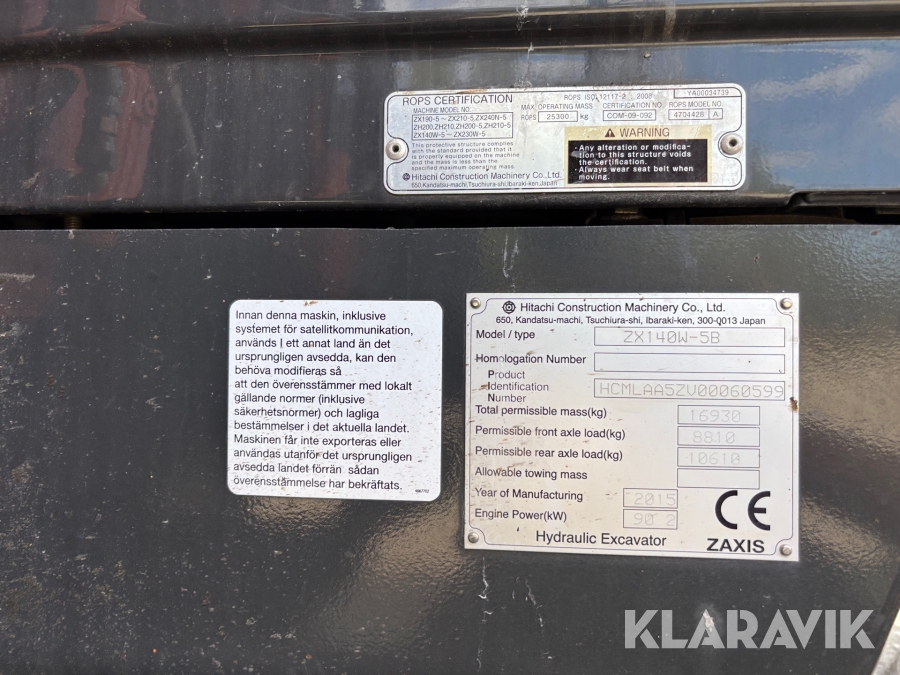 ROPS CERTIFICATION
ROPS ISO 12117-2 : 2008
YA00034739
MACHINE MODEL NO.
ZX190-5 ~ ZX210-5,ZX240N-5
ZH200,ZH210,ZH200-5,ZH210-5
ZX140W-5 ~ ZX230W-5
MAX. OPERATING MASS
ROPS 25300 kg
CERTIFICATION NO.
COM-09-092
ROPS MODEL NO
4704428 A
This protective structure complies
with the standard provided that it
is properly equipped on the machine
and the mass is less than the
specified maximum operating mass.
Hitachi Construction Machinery Co.,Ltd.
650,Kandatsu-machi,Tsuchiura-shi,Ibaraki-ken,Japan
WARNING
· Any alteration or modifica-
tion to this structure voids
the certification.
· Always wear seat belt when
moving.
Innan denna maskin, inklusive
systemet för satellitkommunikation,
används I ett annat land än det
ursprungligen avsedda, kan den
behöva modifieras så
att den överensstämmer med lokalt
gällande normer (inklusive
säkerhetsnormer) och lagliga
bestämmelser i det aktuella landet.
Maskinen får inte exporteras eller
användas utanför det ursprungligen
avsedda landet förrän sådan
överensstämmelse har bekräftats.
Hitachi Construction Machinery Co., Ltd.
650, Kandatsu-machi, Tsuchiura-shi, Ibaraki-ken, 300-0013 Japan
Model / type ZX140W-5B
Homologation Number
Product
Identification
Number HCMLAA5ZV00060599
Total permissible mass(kg) 16930
Permissible front axle load(kg) 8810
Permissible rear axle load(kg) 10610
Allowable towing mass
Year of Manufacturing 2015
Engine Power(kW) 90 2
CE
Hydraulic Excavator ZAXIS
KLARAVIK